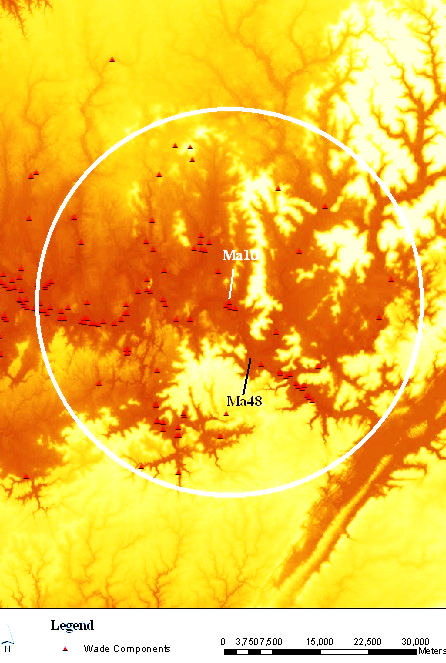 Ma10
Ma48
Legend
Wade Components
0 3,750 7,500 15,000 22,500 30,000
Meters
N